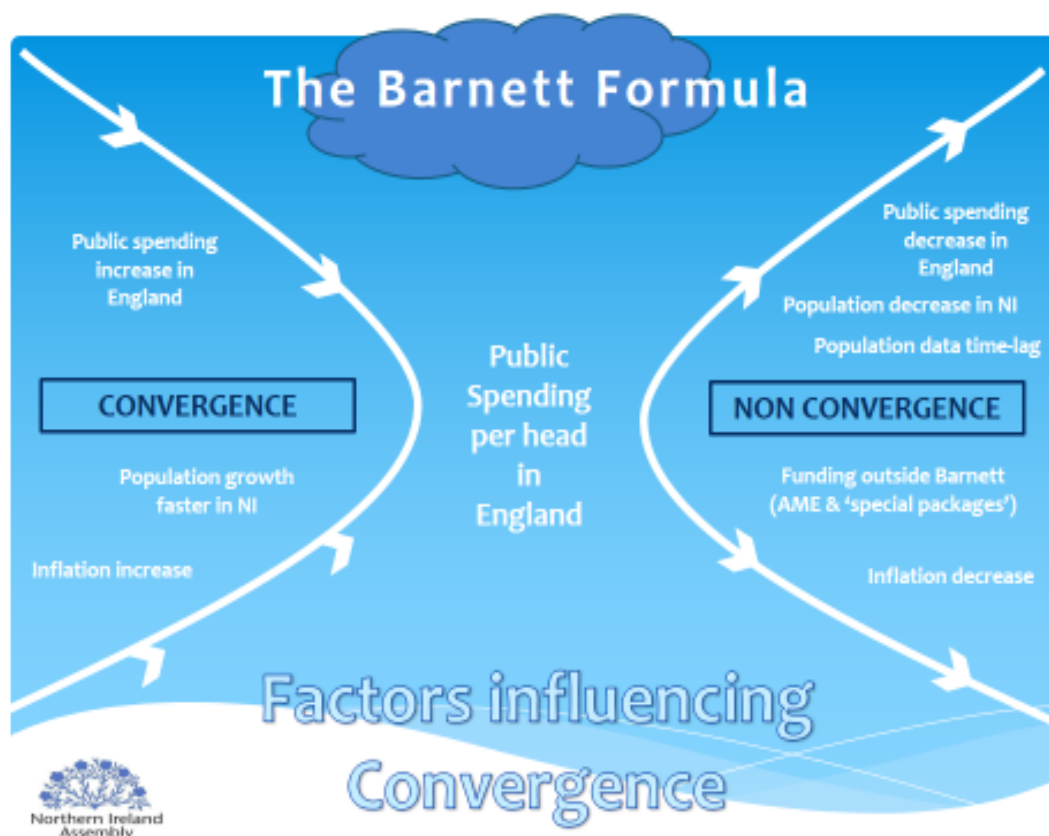 The Barnett Formula
Public spending
increase in
England
CONVERGENCE
Population growth
faster in NI
Inflation increase
Public
Spending
per head
in
England
Public spending
decrease in
England
Population decrease in NI
Population data time-lag
NON CONVERGENCE
Funding outside Barnett
(AME & ‘special packages’)
Inflation decrease
Factors influencing
Convergence
Northern Ireland
Assembly